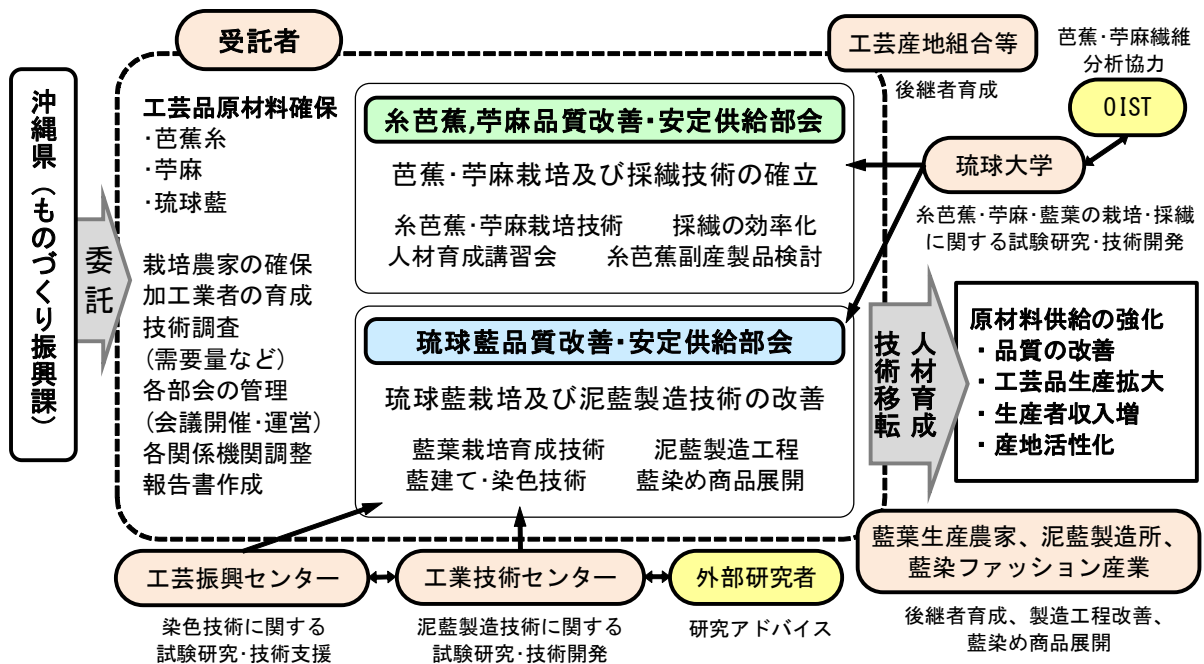 沖縄県（ものづくり振興課）
委託
受託者
工芸品原材料確保
・芭蕉糸
・苧麻
・琉球藍
栽培農家の確保
加工業者の育成
技術調査
(需要量など)
各部会の管理
(会議開催・運営)
各関係機関調整
報告書作成
糸芭蕉,苧麻品質改善・安定供給部会
芭蕉・苧麻栽培及び採繊技術の確立
糸芭蕉・苧麻栽培技術 採繊の効率化
人材育成講習会 糸芭蕉副産製品検討
琉球藍品質改善・安定供給部会
琉球藍栽培及び泥藍製造技術の改善
藍葉栽培育成技術 泥藍製造工程
藍建て・染色技術 藍染め商品展開
工芸産地組合等
後継者育成
芭蕉・苧麻繊維
分析協力
OIST
琉球大学
糸芭蕉・苧麻・藍葉の栽培・採繊
に関する試験研究・技術開発
人材育成
技術移転
原材料供給の強化
・品質の改善
・工芸品生産拡大
・生産者収入増
・産地活性化
藍葉生産農家、泥藍製造所、
藍染ファッション産業
後継者育成、製造工程改善、
藍染め商品展開
工芸振興センター
染色技術に関する
試験研究・技術支援
工業技術センター
泥藍製造技術に関する
試験研究・技術開発
外部研究者
研究アドバイス